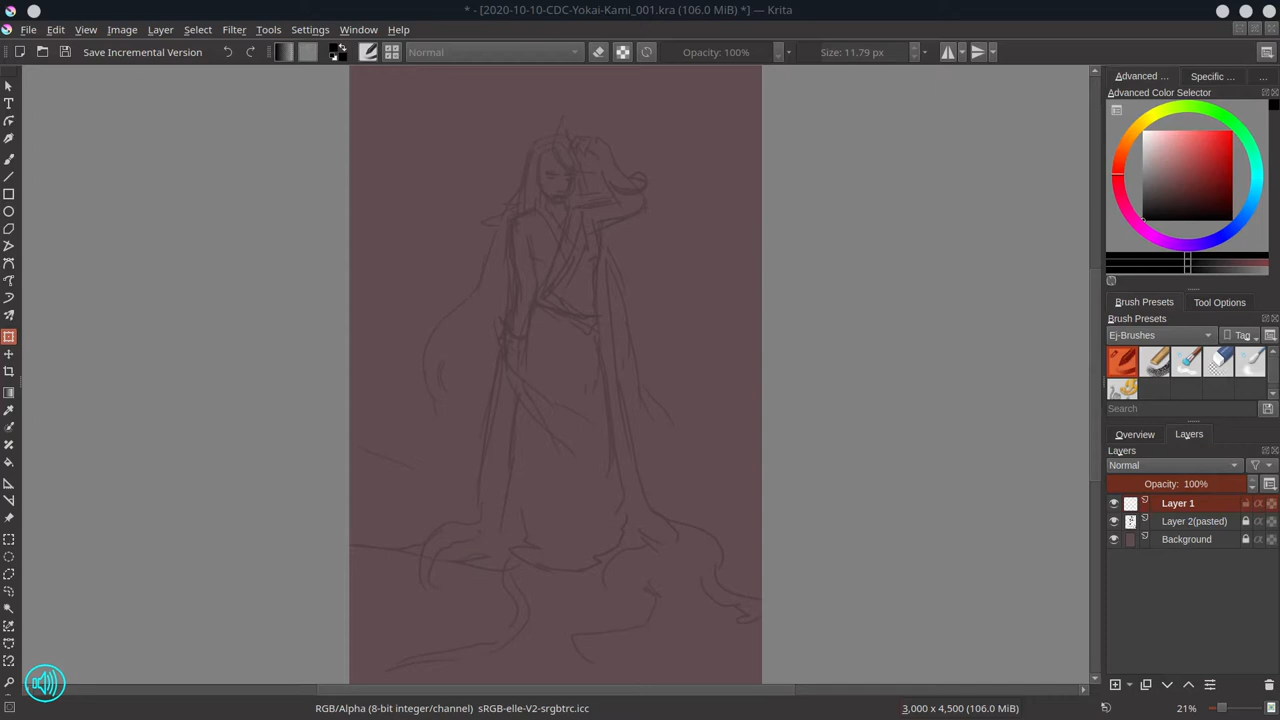 * - [2020-10-10-CDC-Yokai-Kami_001.kra (106.0 MiB) *] — Krita
File Edit View Image Layer Select Filter Tools Settings Window Help
Save Incremental Version Normal Opacity: 100% Size: 11.79 px
Advanced ... Specific ... ...
Advanced Color Selector
Brush Presets Tool Options
Brush Presets
Ej-Brushes Tag
Search
Overview Layers
Layers
Normal
Opacity: 100%
Layer 1
Layer 2(pasted)
Background
RGB/Alpha (8-bit integer/channel) sRGB-elle-V2-srgbtrc.icc 3,000 x 4,500 (106.0 MiB) 21%